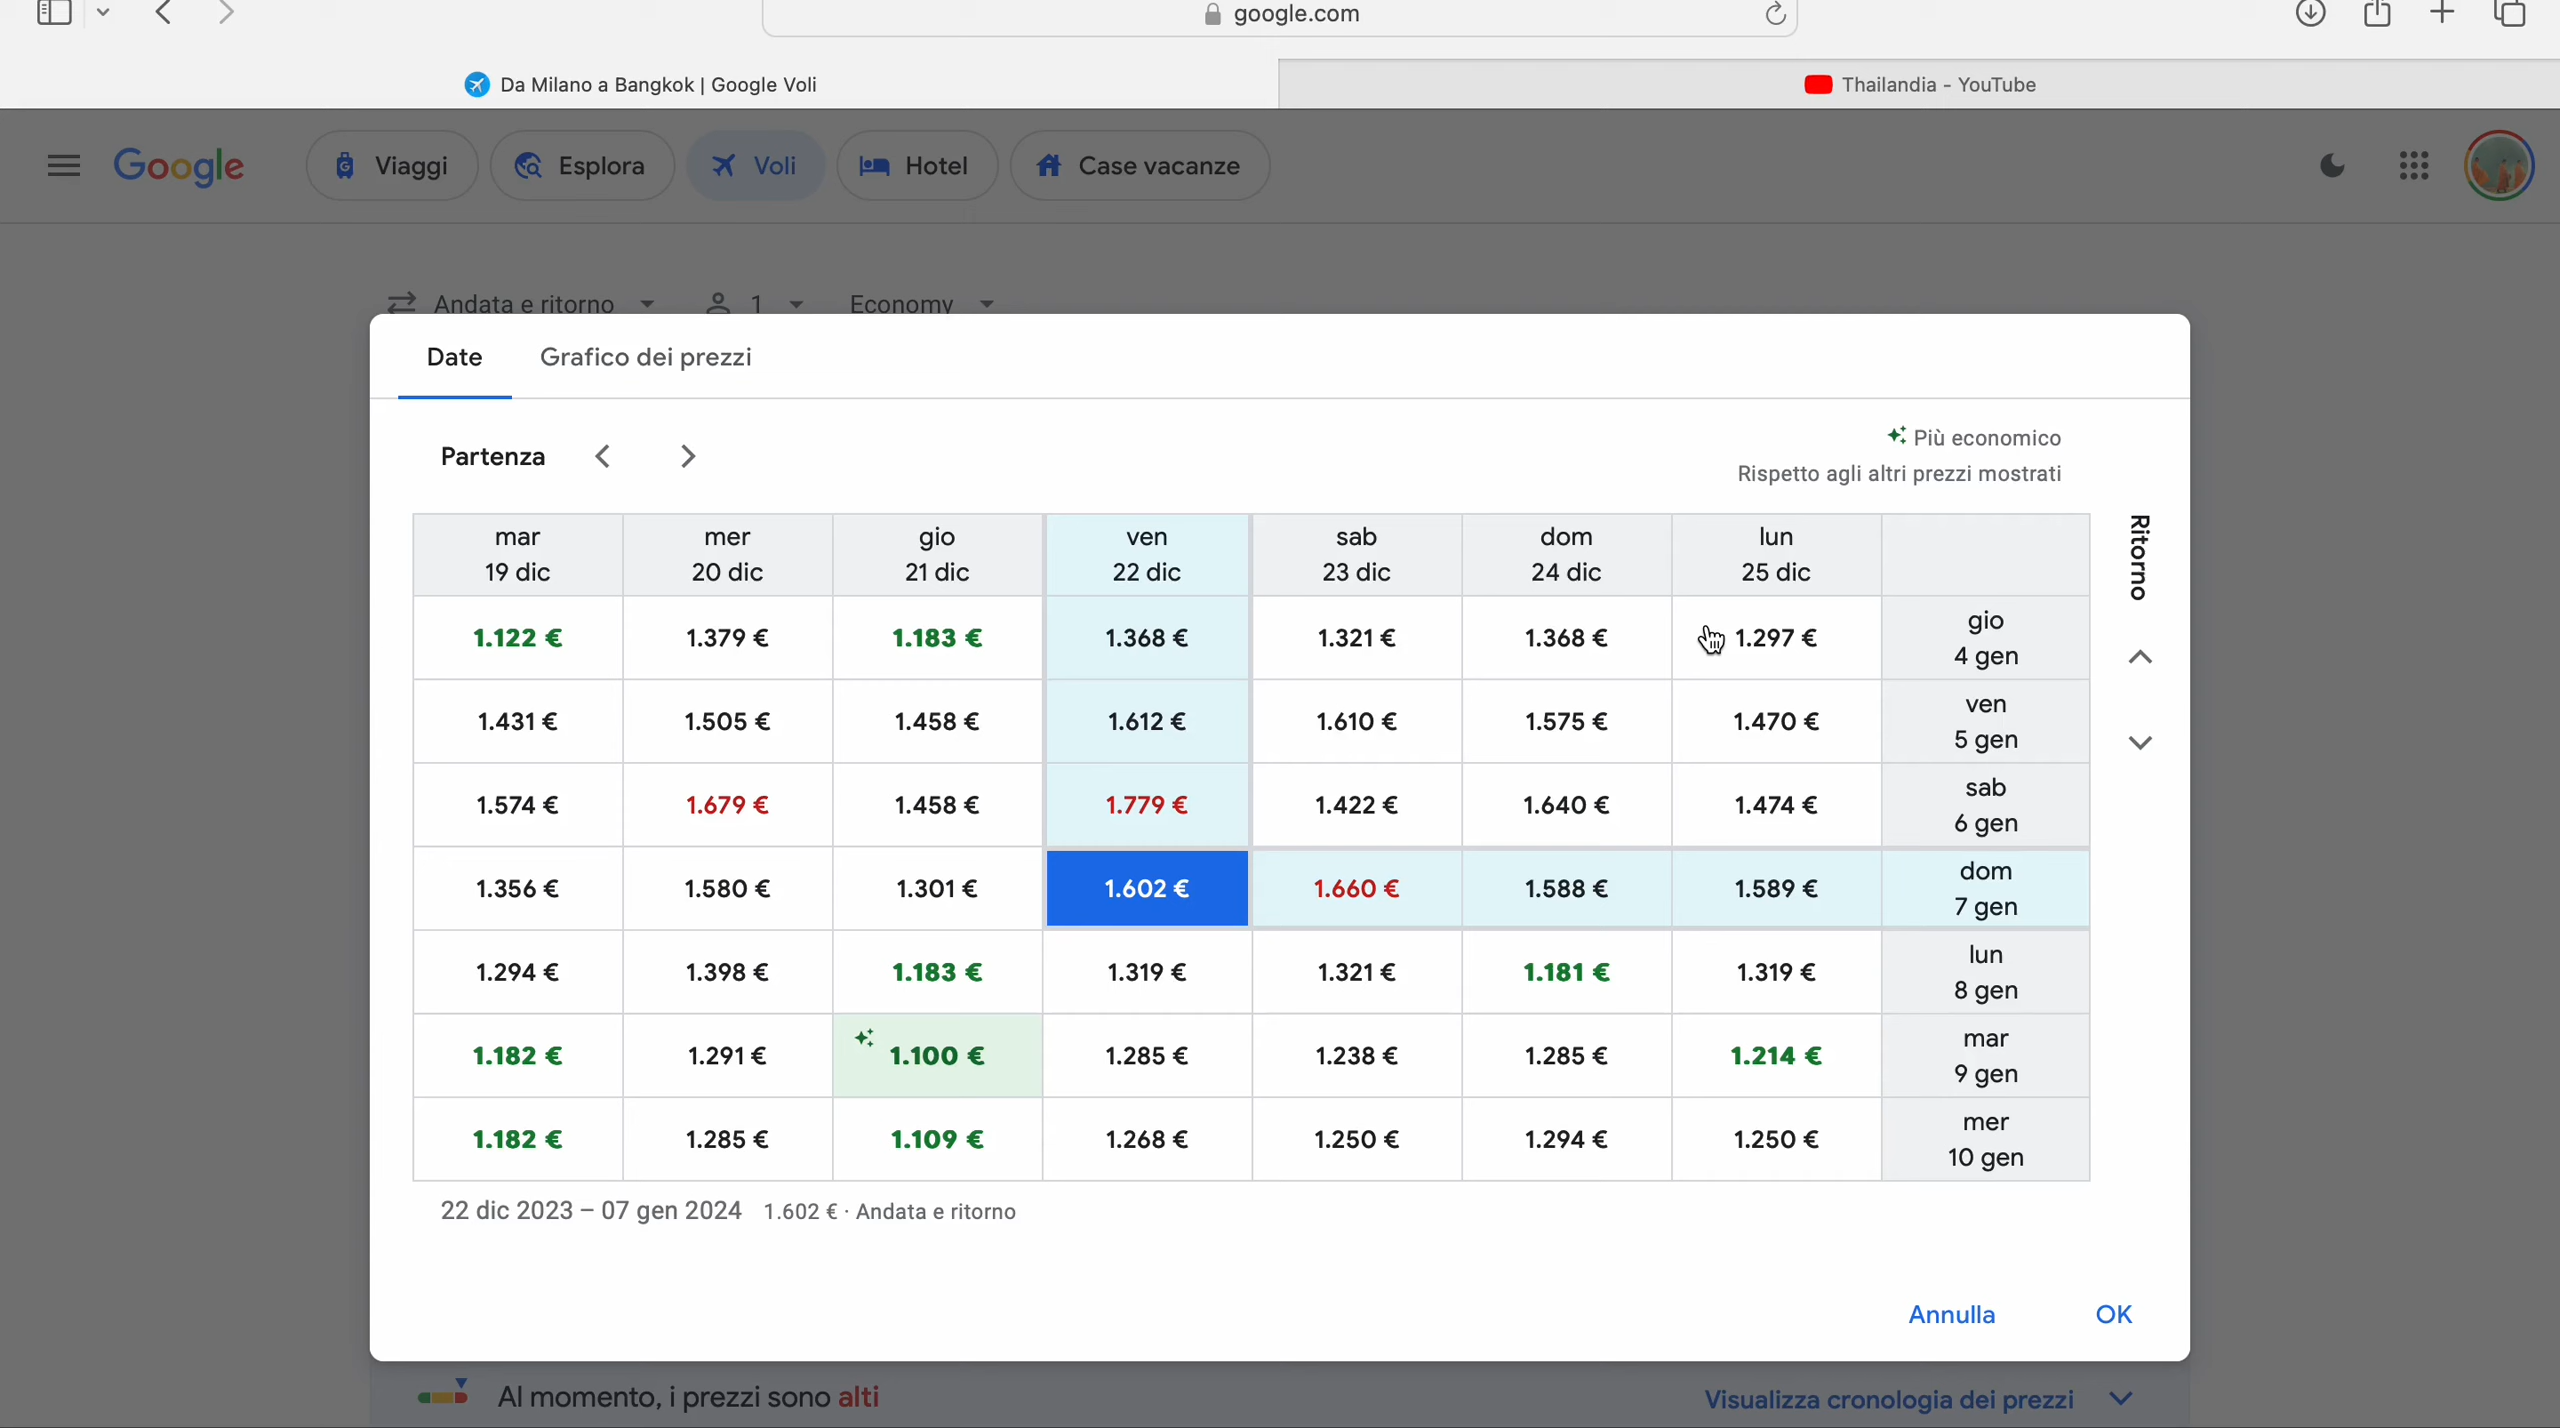 google.com
Da Milano a Bangkok | Google Voli
Thailandia - YouTube
Google
Viaggi
Esplora
Voli
Hotel
Case vacanze
Andata e ritorno
1
Economy
Date
Grafico dei prezzi
Partenza
Più economico
Rispetto agli altri prezzi mostrati
Ritorno
mar mer gio ven sab dom lun
19 dic 20 dic 21 dic 22 dic 23 dic 24 dic 25 dic
1.122 € 1.379 € 1.183 € 1.368 € 1.321 € 1.368 € 1.297 € gio 4 gen
1.431 € 1.505 € 1.458 € 1.612 € 1.610 € 1.575 € 1.470 € ven 5 gen
1.574 € 1.679 € 1.458 € 1.779 € 1.422 € 1.640 € 1.474 € sab 6 gen
1.356 € 1.580 € 1.301 € 1.602 € 1.660 € 1.588 € 1.589 € dom 7 gen
1.294 € 1.398 € 1.183 € 1.319 € 1.321 € 1.181 € 1.319 € lun 8 gen
1.182 € 1.291 € 1.100 € 1.285 € 1.238 € 1.285 € 1.214 € mar 9 gen
1.182 € 1.285 € 1.109 € 1.268 € 1.250 € 1.294 € 1.250 € mer 10 gen
22 dic 2023 – 07 gen 2024 1.602 € · Andata e ritorno
Annulla
OK
Al momento, i prezzi sono alti
Visualizza cronologia dei prezzi